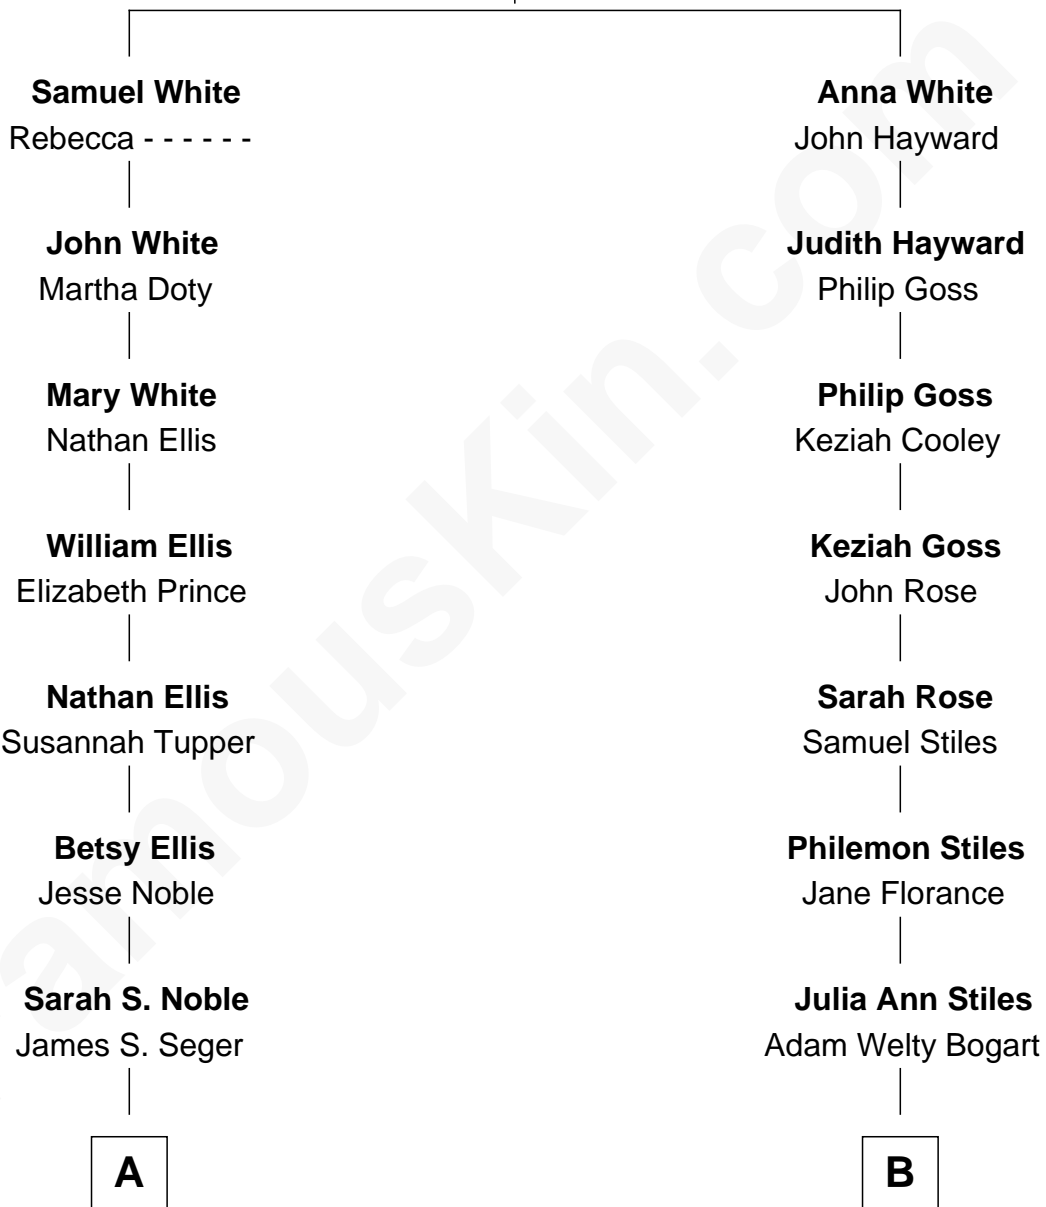 Samuel White
Rebecca - - - - - -
Anna White
John Hayward
John White
Martha Doty
Judith Hayward
Philip Goss
Mary White
Nathan Ellis
Philip Goss
Keziah Cooley
William Ellis
Elizabeth Prince
Keziah Goss
John Rose
Nathan Ellis
Susannah Tupper
Sarah Rose
Samuel Stiles
Betsy Ellis
Jesse Noble
Philemon Stiles
Jane Florance
Sarah S. Noble
James S. Seger
Julia Ann Stiles
Adam Welty Bogart
A
B
amouskin.com